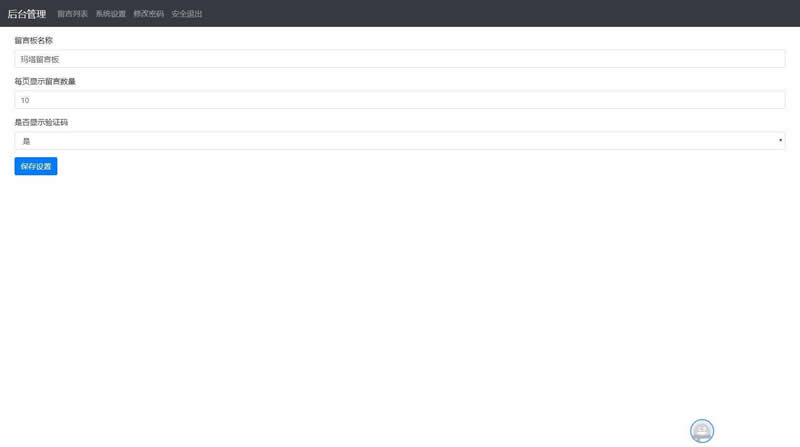 后台管理 留言列表 系统设置 修改密码 安全退出
留言板名称
玛塔留言板
每页显示留言数量
10
是否显示验证码
是
保存设置